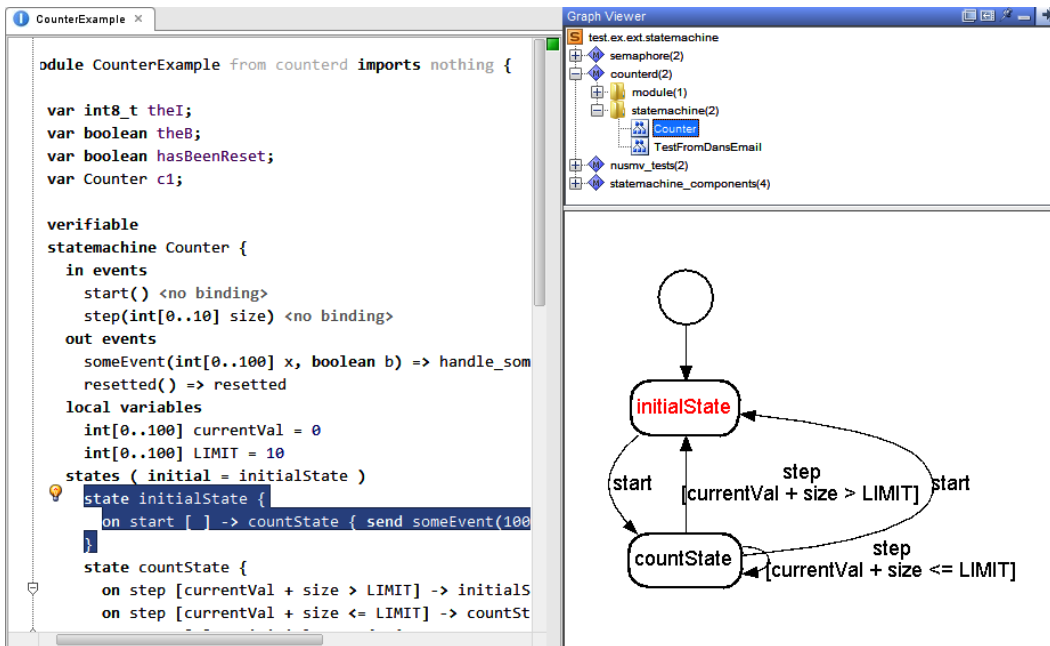 CounterExample
odule CounterExample from counterd imports nothing {
var int8_t theI;
var boolean theB;
var boolean hasBeenReset;
var Counter c1;
verifiable
statemachine Counter {
in events
start() <no binding>
step(int[0..10] size) <no binding>
out events
someEvent(int[0..100] x, boolean b) => handle_som
resetted() => resetted
local variables
int[0..100] currentVal = 0
int[0..100] LIMIT = 10
states ( initial = initialState )
state initialState {
on start [ ] -> countState { send someEvent(100
}
state countState {
on step [currentVal + size > LIMIT] -> initialS
on step [currentVal + size <= LIMIT] -> countSt
Graph Viewer
S test.ex.ext.statemachine
M semaphore(2)
M counterd(2)
module(1)
statemachine(2)
Counter
TestFromDansEmail
M nusmv_tests(2)
M statemachine_components(4)
initialState
start
step
[currentVal + size > LIMIT]
start
countState
step
[currentVal + size <= LIMIT]